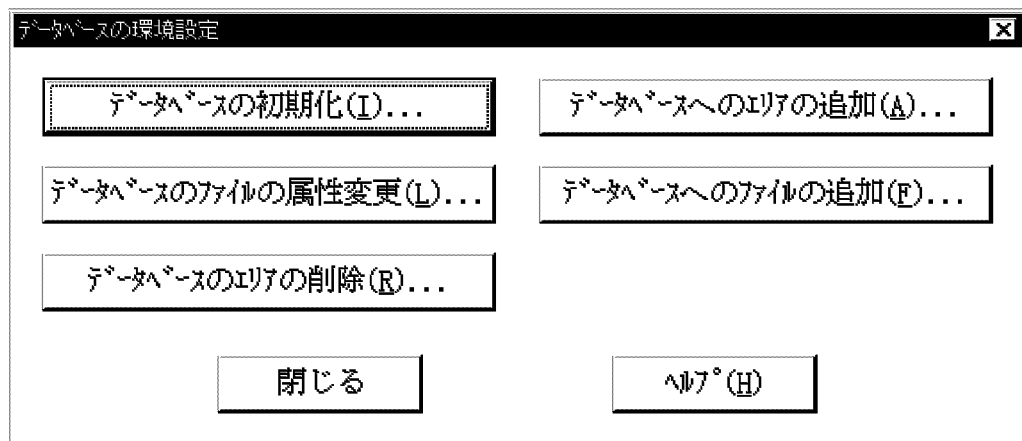 ﾃﾞｰﾀﾍﾞｰｽの環境設定
ﾃﾞｰﾀﾍﾞｰｽの初期化(I)...
ﾃﾞｰﾀﾍﾞｰｽへのｴﾘｱの追加(A)...
ﾃﾞｰﾀﾍﾞｰｽのﾌｧｲﾙの属性変更(L)...
ﾃﾞｰﾀﾍﾞｰｽへのﾌｧｲﾙの追加(F)...
ﾃﾞｰﾀﾍﾞｰｽのｴﾘｱの削除(R)...
閉じる
ﾍﾙﾌﾟ(H)